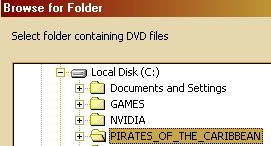 Browse for Folder
Select folder containing DVD files
Local Disk (C:)
Documents and Settings
GAMES
NVIDIA
PIRATES_OF_THE_CARIBBEAN